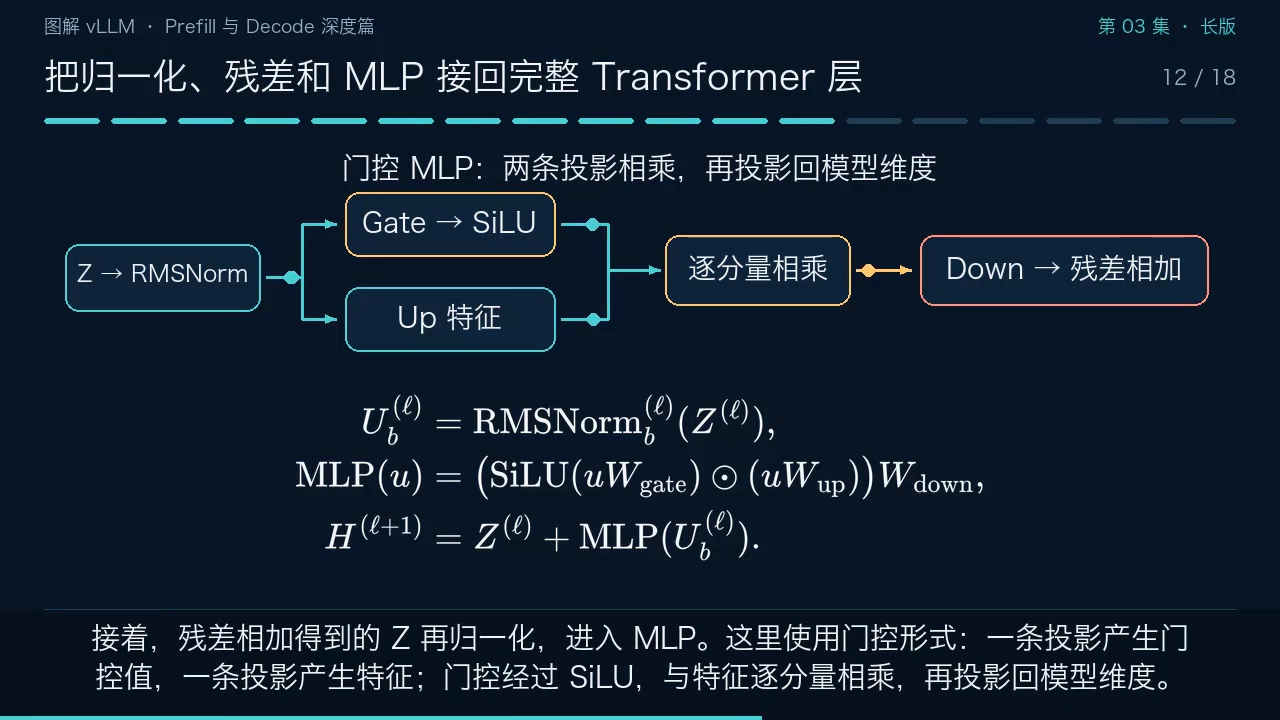 图解 vLLM · Prefill 与 Decode 深度篇
第 03 集 · 长版
把归一化、残差和 MLP 接回完整 Transformer 层
12 / 18
门控 MLP：两条投影相乘，再投影回模型维度
Z → RMSNorm
Gate → SiLU
Up 特征
逐分量相乘
Down → 残差相加
U_b^{(ℓ)} = RMSNorm_b^{(ℓ)}(Z^{(ℓ)}),
MLP(u) = (SiLU(uW_{gate}) ⊙ (uW_{up}))W_{down},
H^{(ℓ+1)} = Z^{(ℓ)} + MLP(U_b^{(ℓ)}).
接着，残差相加得到的 Z 再归一化，进入 MLP。这里使用门控形式：一条投影产生门
控值，一条投影产生特征；门控经过 SiLU，与特征逐分量相乘，再投影回模型维度。